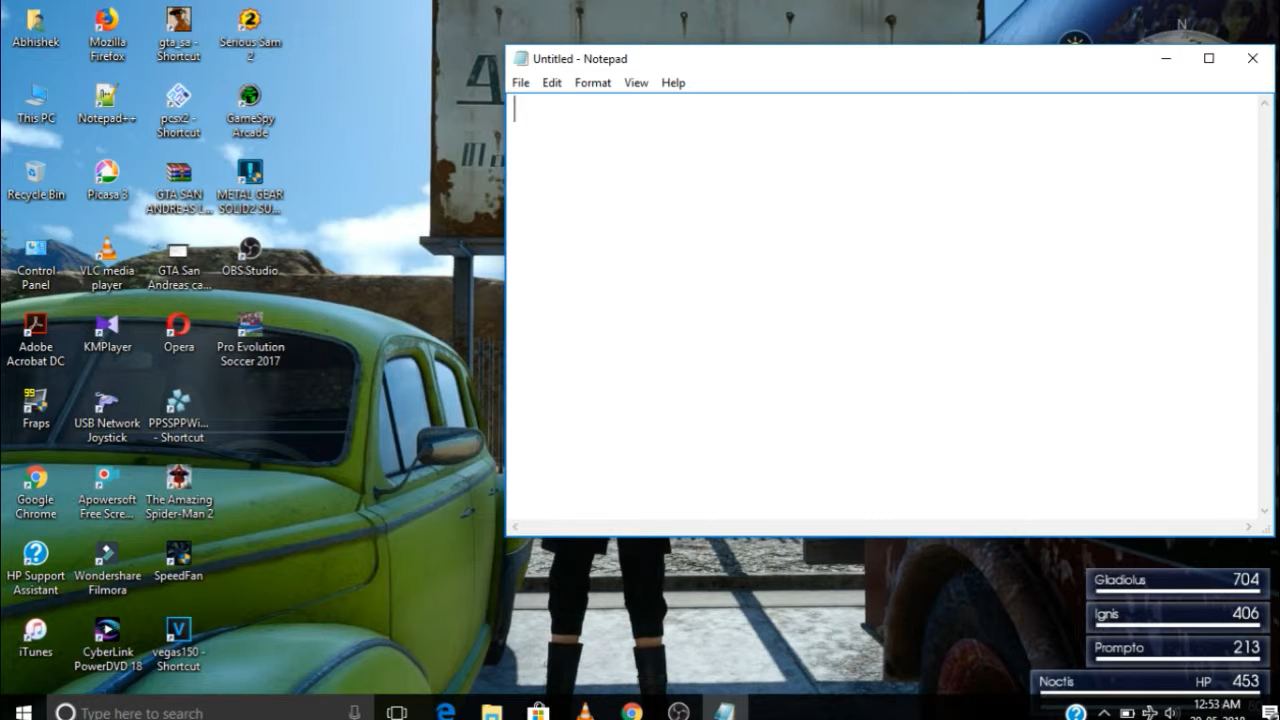 Abhishek
Mozilla
Firefox
gta_sa -
Shortcut
Serious Sam
2
This PC
Notepad++
pcsx2 -
Shortcut
GameSpy
Arcade
Recycle Bin
Picasa 3
GTA SAN
ANDREAS L...
METAL GEAR
SOLID2 SU...
Control
Panel
VLC media
player
GTA San
Andreas ca...
OBS Studio
Adobe
Acrobat DC
KMPlayer
Opera
Pro Evolution
Soccer 2017
99
Fraps
USB Network
Joystick
PPSSPPWi...
- Shortcut
Google
Chrome
Apowersoft
Free Scre...
The Amazing
Spider-Man 2
HP Support
Assistant
Wondershare
Filmora
SpeedFan
iTunes
CyberLink
PowerDVD 18
vegas150 -
Shortcut
N
Untitled - Notepad
File Edit Format View Help
Gladiolus 704
Ignis 406
Prompto 213
Noctis HP 453
Type here to search
12:53 AM